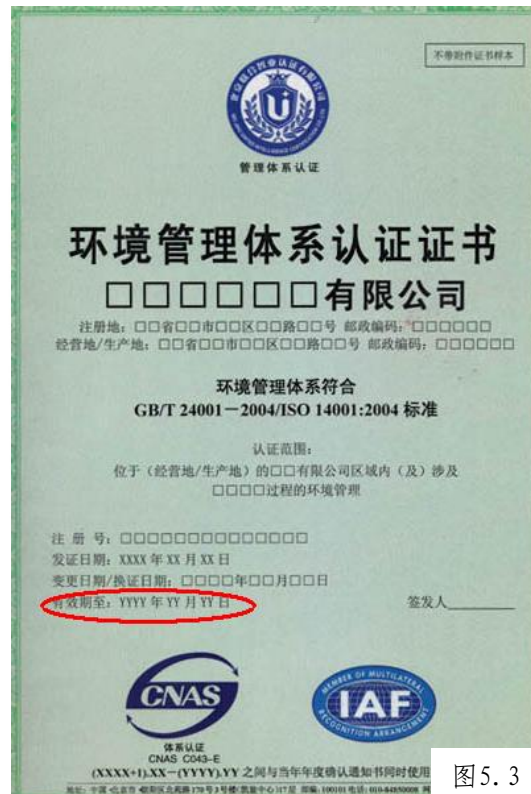 不带附件证书样本
管理体系认证
环境管理体系认证证书
□□□□□□□有限公司
注册地：□□省□□市□□区□□路□□号 邮政编码：□□□□□□
经营地/生产地：□□省□□市□□区□□路□□号 邮政编码：□□□□□□
环境管理体系符合
GB/T 24001－2004/ISO 14001:2004 标准
认证范围：
位于（经营地/生产地）的□□有限公司区域内（及）涉及
□□□□过程的环境管理
注 册 号：□□□□□□□□□□□□□□
发证日期：XXXX 年 XX 月 XX 日
变更日期/换证日期：□□□□年□□月□□日
有效期至：YYYY 年 YY 月 YY 日
签发人
CNAS
体系认证
CNAS C043-E
MEMBER OF MULTILATERAL
IAF
RECOGNITION ARRANGEMENT
(XXXX+1).XX－(YYYY).YY 之间与当年年度确认通知书同时使用
图5.3